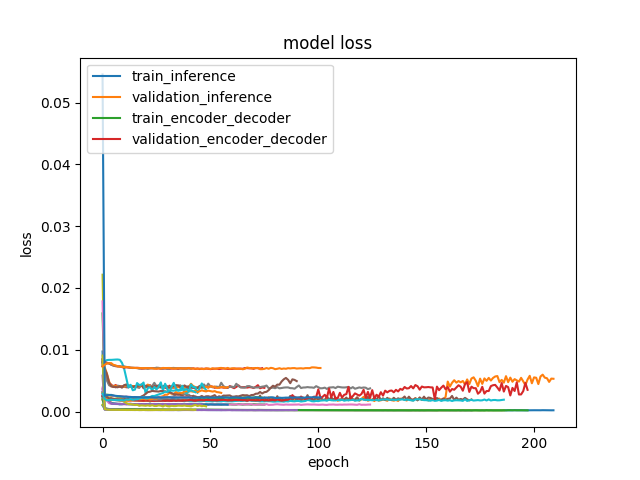 model loss
train_inference
validation_inference
train_encoder_decoder
validation_encoder_decoder
0.05
0.04
0.03
0.02
0.01
0.00
loss
0 50 100 150 200
epoch